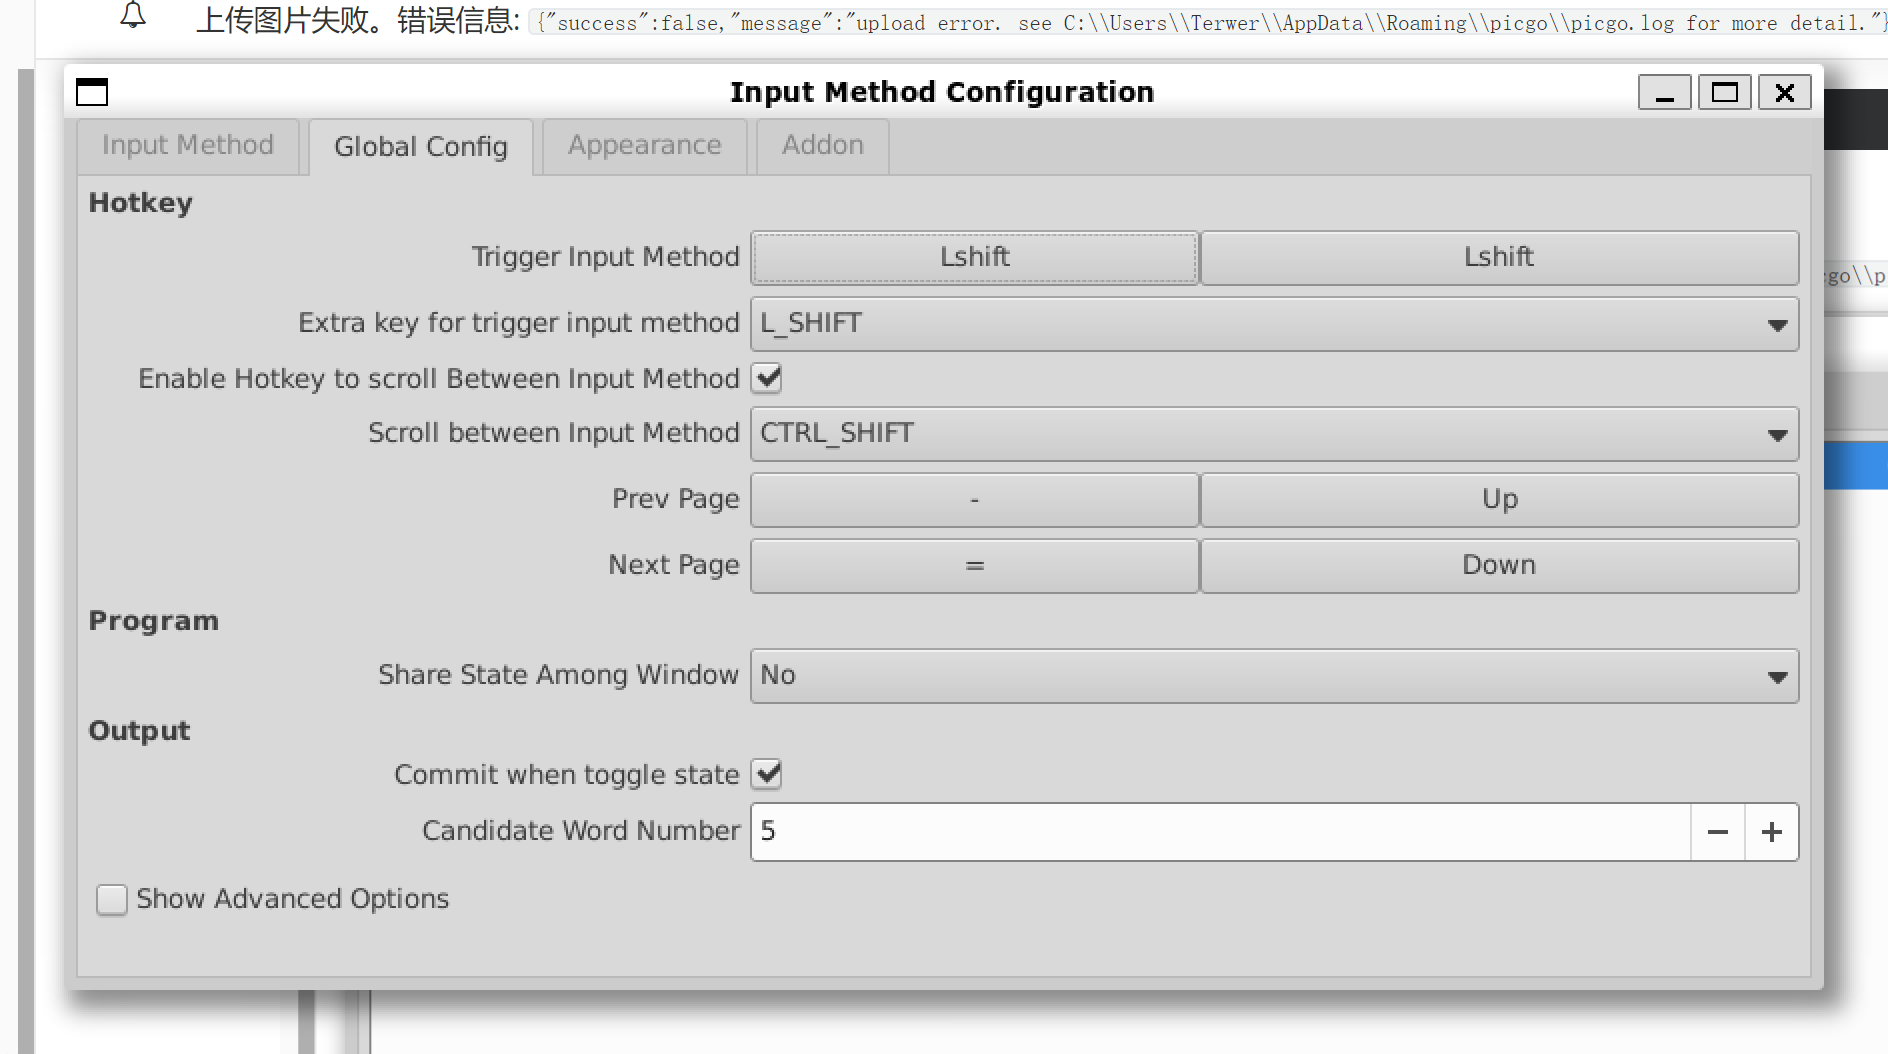 上传图片失败。错误信息: {"success":false,"message":"upload error. see C:\\Users\\Terwer\\AppData\\Roaming\\picgo\\picgo.log for more detail."}
Input Method Configuration
Input Method Global Config Appearance Addon
Hotkey
Trigger Input Method Lshift Lshift
go\\p
Extra key for trigger input method L_SHIFT
Enable Hotkey to scroll Between Input Method
Scroll between Input Method CTRL_SHIFT
Prev Page - Up
Next Page = Down
Program
Share State Among Window No
Output
Commit when toggle state
Candidate Word Number 5
Show Advanced Options